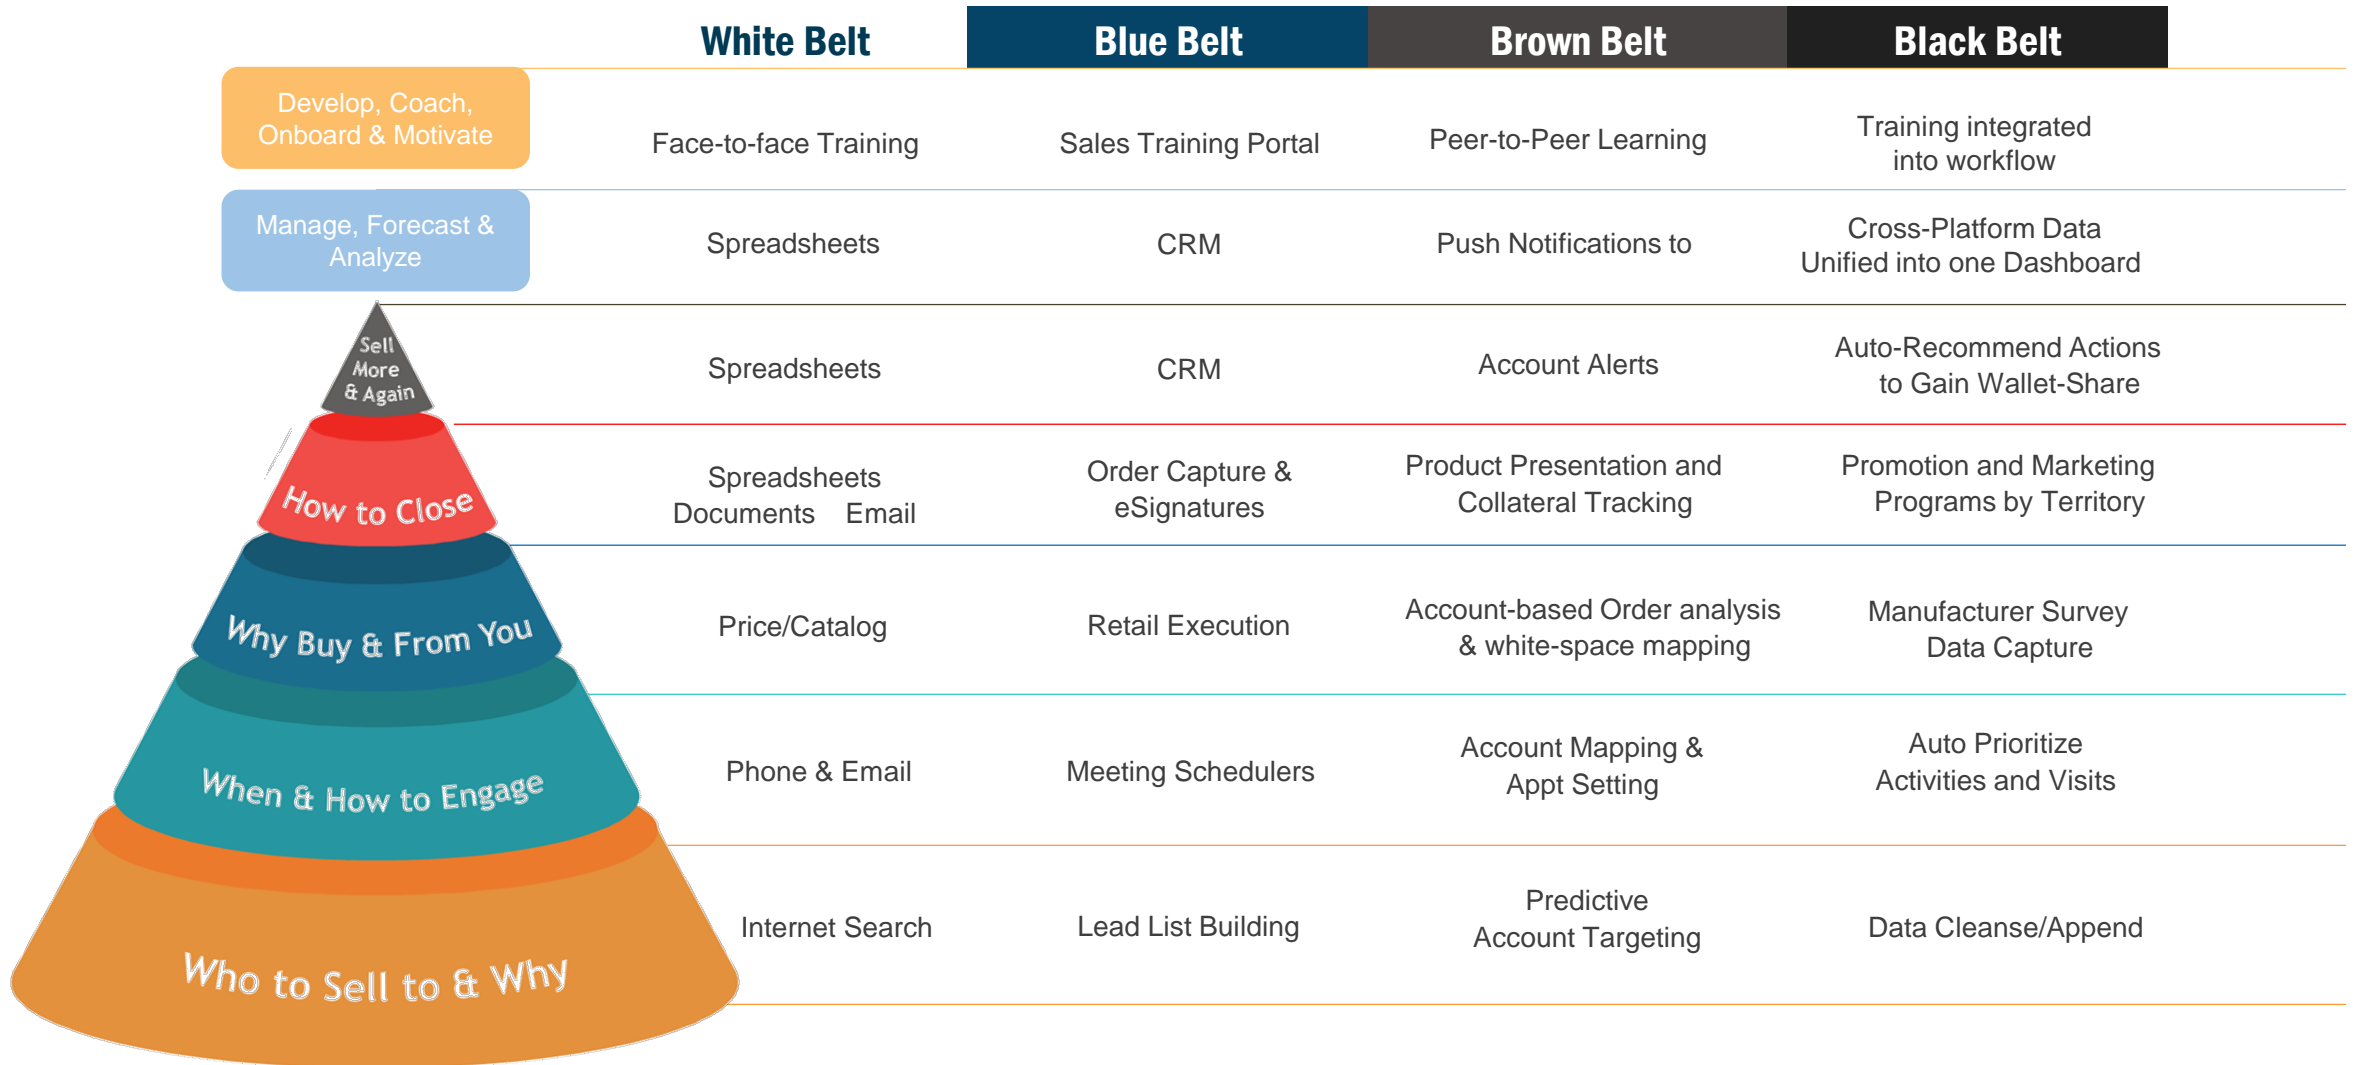 White Belt Blue Belt Brown Belt Black Belt
Develop, Coach,
Onboard & Motivate
Face-to-face Training
Sales Training Portal
Peer-to-Peer Learning
Training integrated
into workflow
Manage, Forecast &
Analyze
Spreadsheets
CRM
Push Notifications to
Cross-Platform Data
Unified into one Dashboard
Sell
More
& Again
Spreadsheets
CRM
Account Alerts
Auto-Recommend Actions
to Gain Wallet-Share
How to Close
Spreadsheets
Documents Email
Order Capture &
eSignatures
Product Presentation and
Collateral Tracking
Promotion and Marketing
Programs by Territory
Why Buy & From You
Price/Catalog
Retail Execution
Account-based Order analysis
& white-space mapping
Manufacturer Survey
Data Capture
When & How to Engage
Phone & Email
Meeting Schedulers
Account Mapping &
Appt Setting
Auto Prioritize
Activities and Visits
Who to Sell to & Why
Internet Search
Lead List Building
Predictive
Account Targeting
Data Cleanse/Append